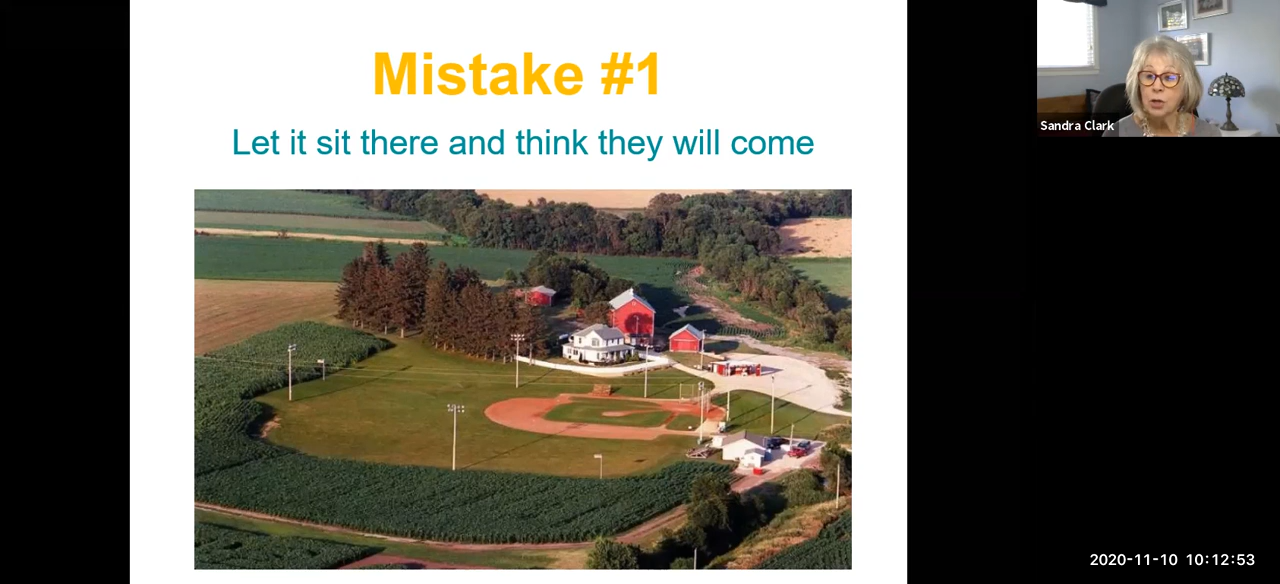 Mistake #1
Let it sit there and think they will come
Sandra Clark
2020-11-10 10:12:53